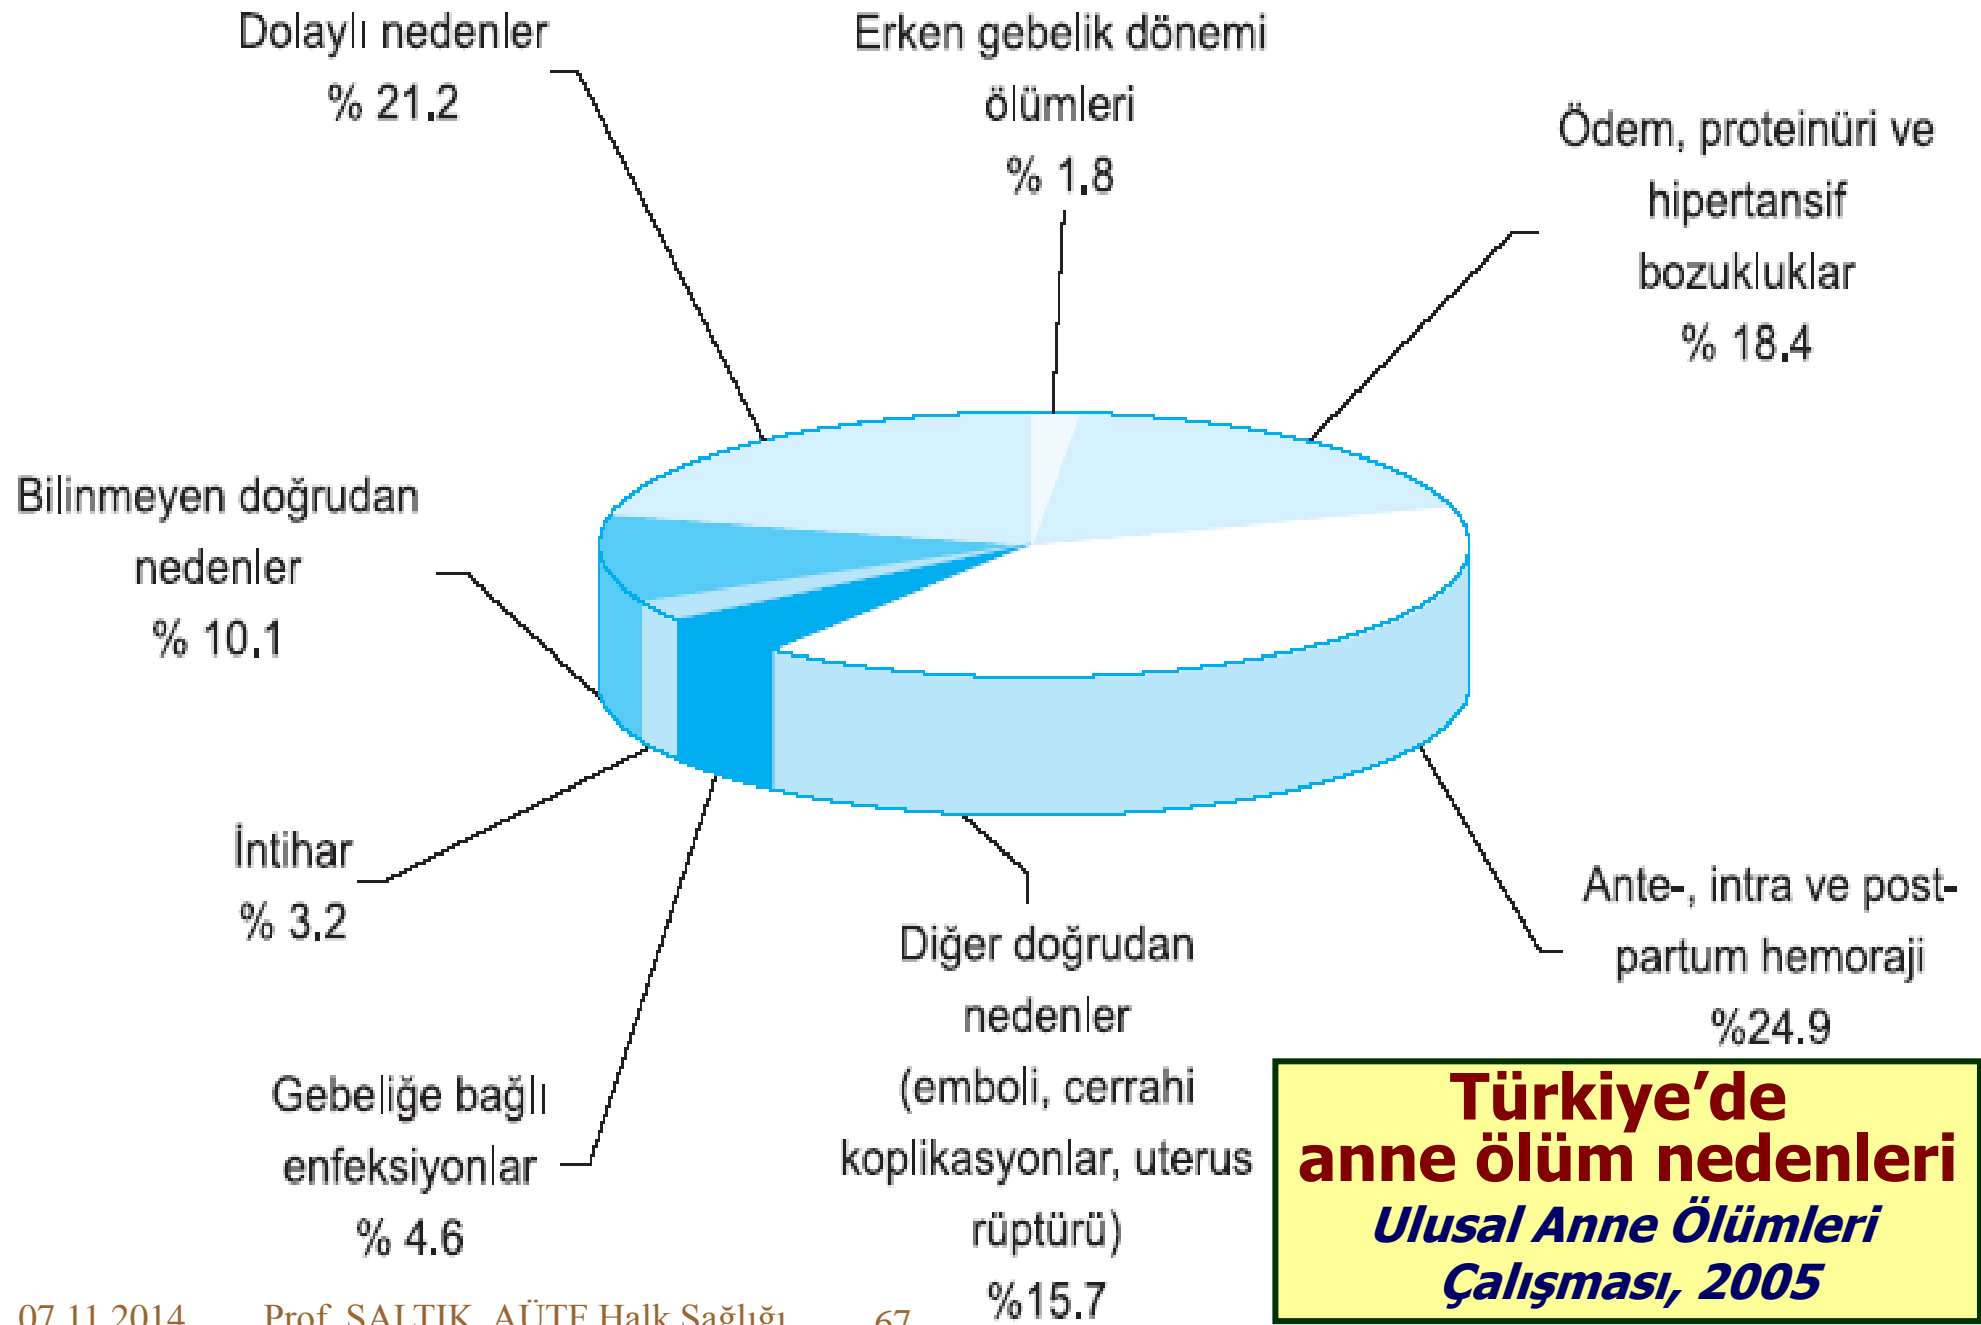 Dolaylı nedenler
% 21.2
Erken gebelik dönemi
ölümleri
% 1.8
Ödem, proteinüri ve
hipertansif
bozukluklar
% 18.4
Bilinmeyen doğrudan
nedenler
% 10.1
İntihar
% 3.2
Gebeliğe bağlı
enfeksiyonlar
% 4.6
Diğer doğrudan
nedenler
(emboli, cerrahi
koplikasyonlar, uterus
rüptürü)
%15.7
Ante-, intra ve post-
partum hemoraji
%24.9
Türkiye’de
anne ölüm nedenleri
Ulusal Anne Ölümleri
Çalışması, 2005
07.11.2014 Prof. SALTIK, AÜTF Halk Sağlığı 67